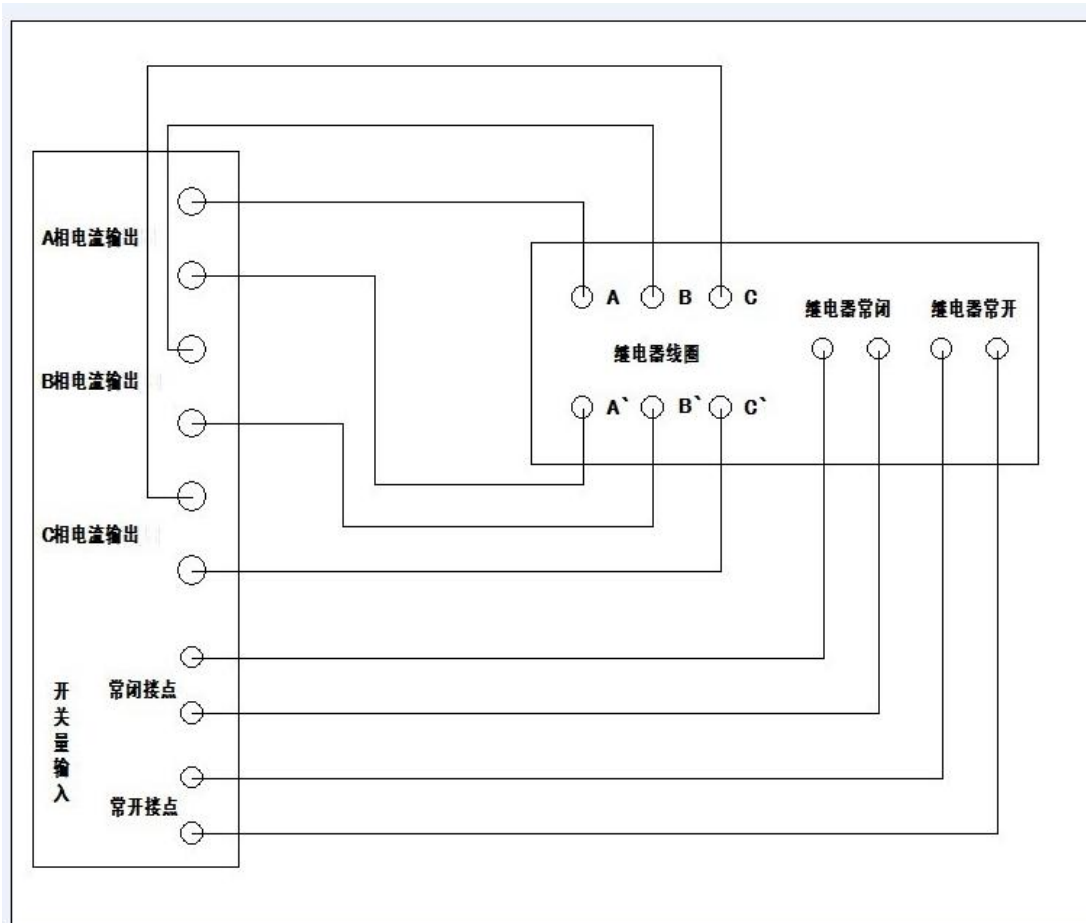 A相电流输出
B相电流输出
C相电流输出
开关量输入
常闭接点
常开接点
A B C
继电器线圈
A` B` C`
继电器常闭 继电器常开